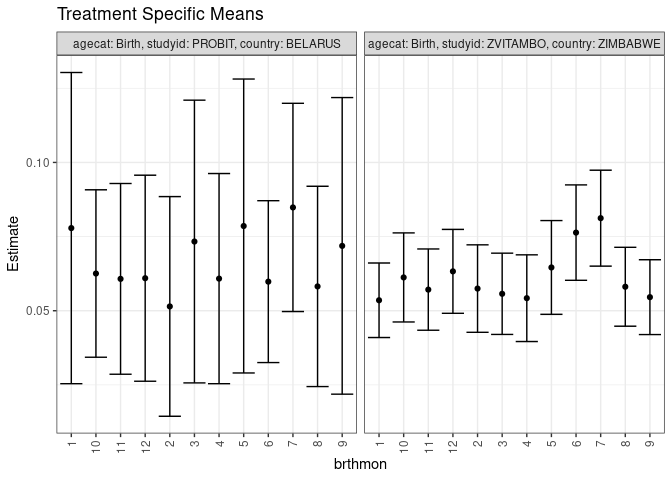 Treatment Specific Means
agecat: Birth, studyid: PROBIT, country: BELARUS
agecat: Birth, studyid: ZVITAMBO, country: ZIMBABWE
0.10
0.05
Estimate
1 10 11 12 2 3 4 5 6 7 8 9
1 10 11 12 2 3 4 5 6 7 8 9
brthmon